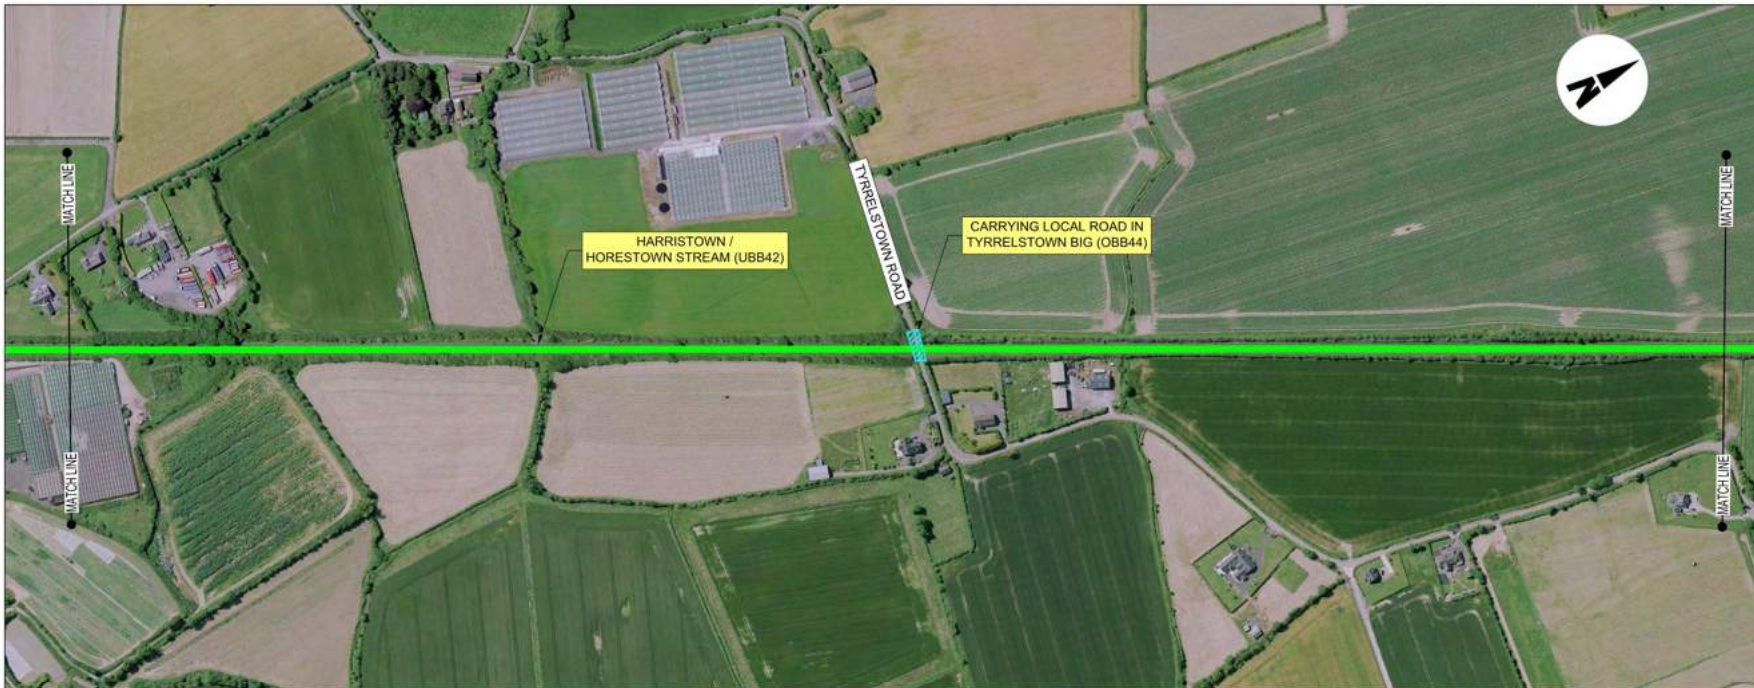 N
MATCH LINE
MATCH LINE
TYRRELSTOWN ROAD
CARRYING LOCAL ROAD IN
TYRRELSTOWN BIG (OBB44)
HARRISTOWN /
HORESTOWN STREAM (UBB42)
MATCH LINE
MATCH LINE